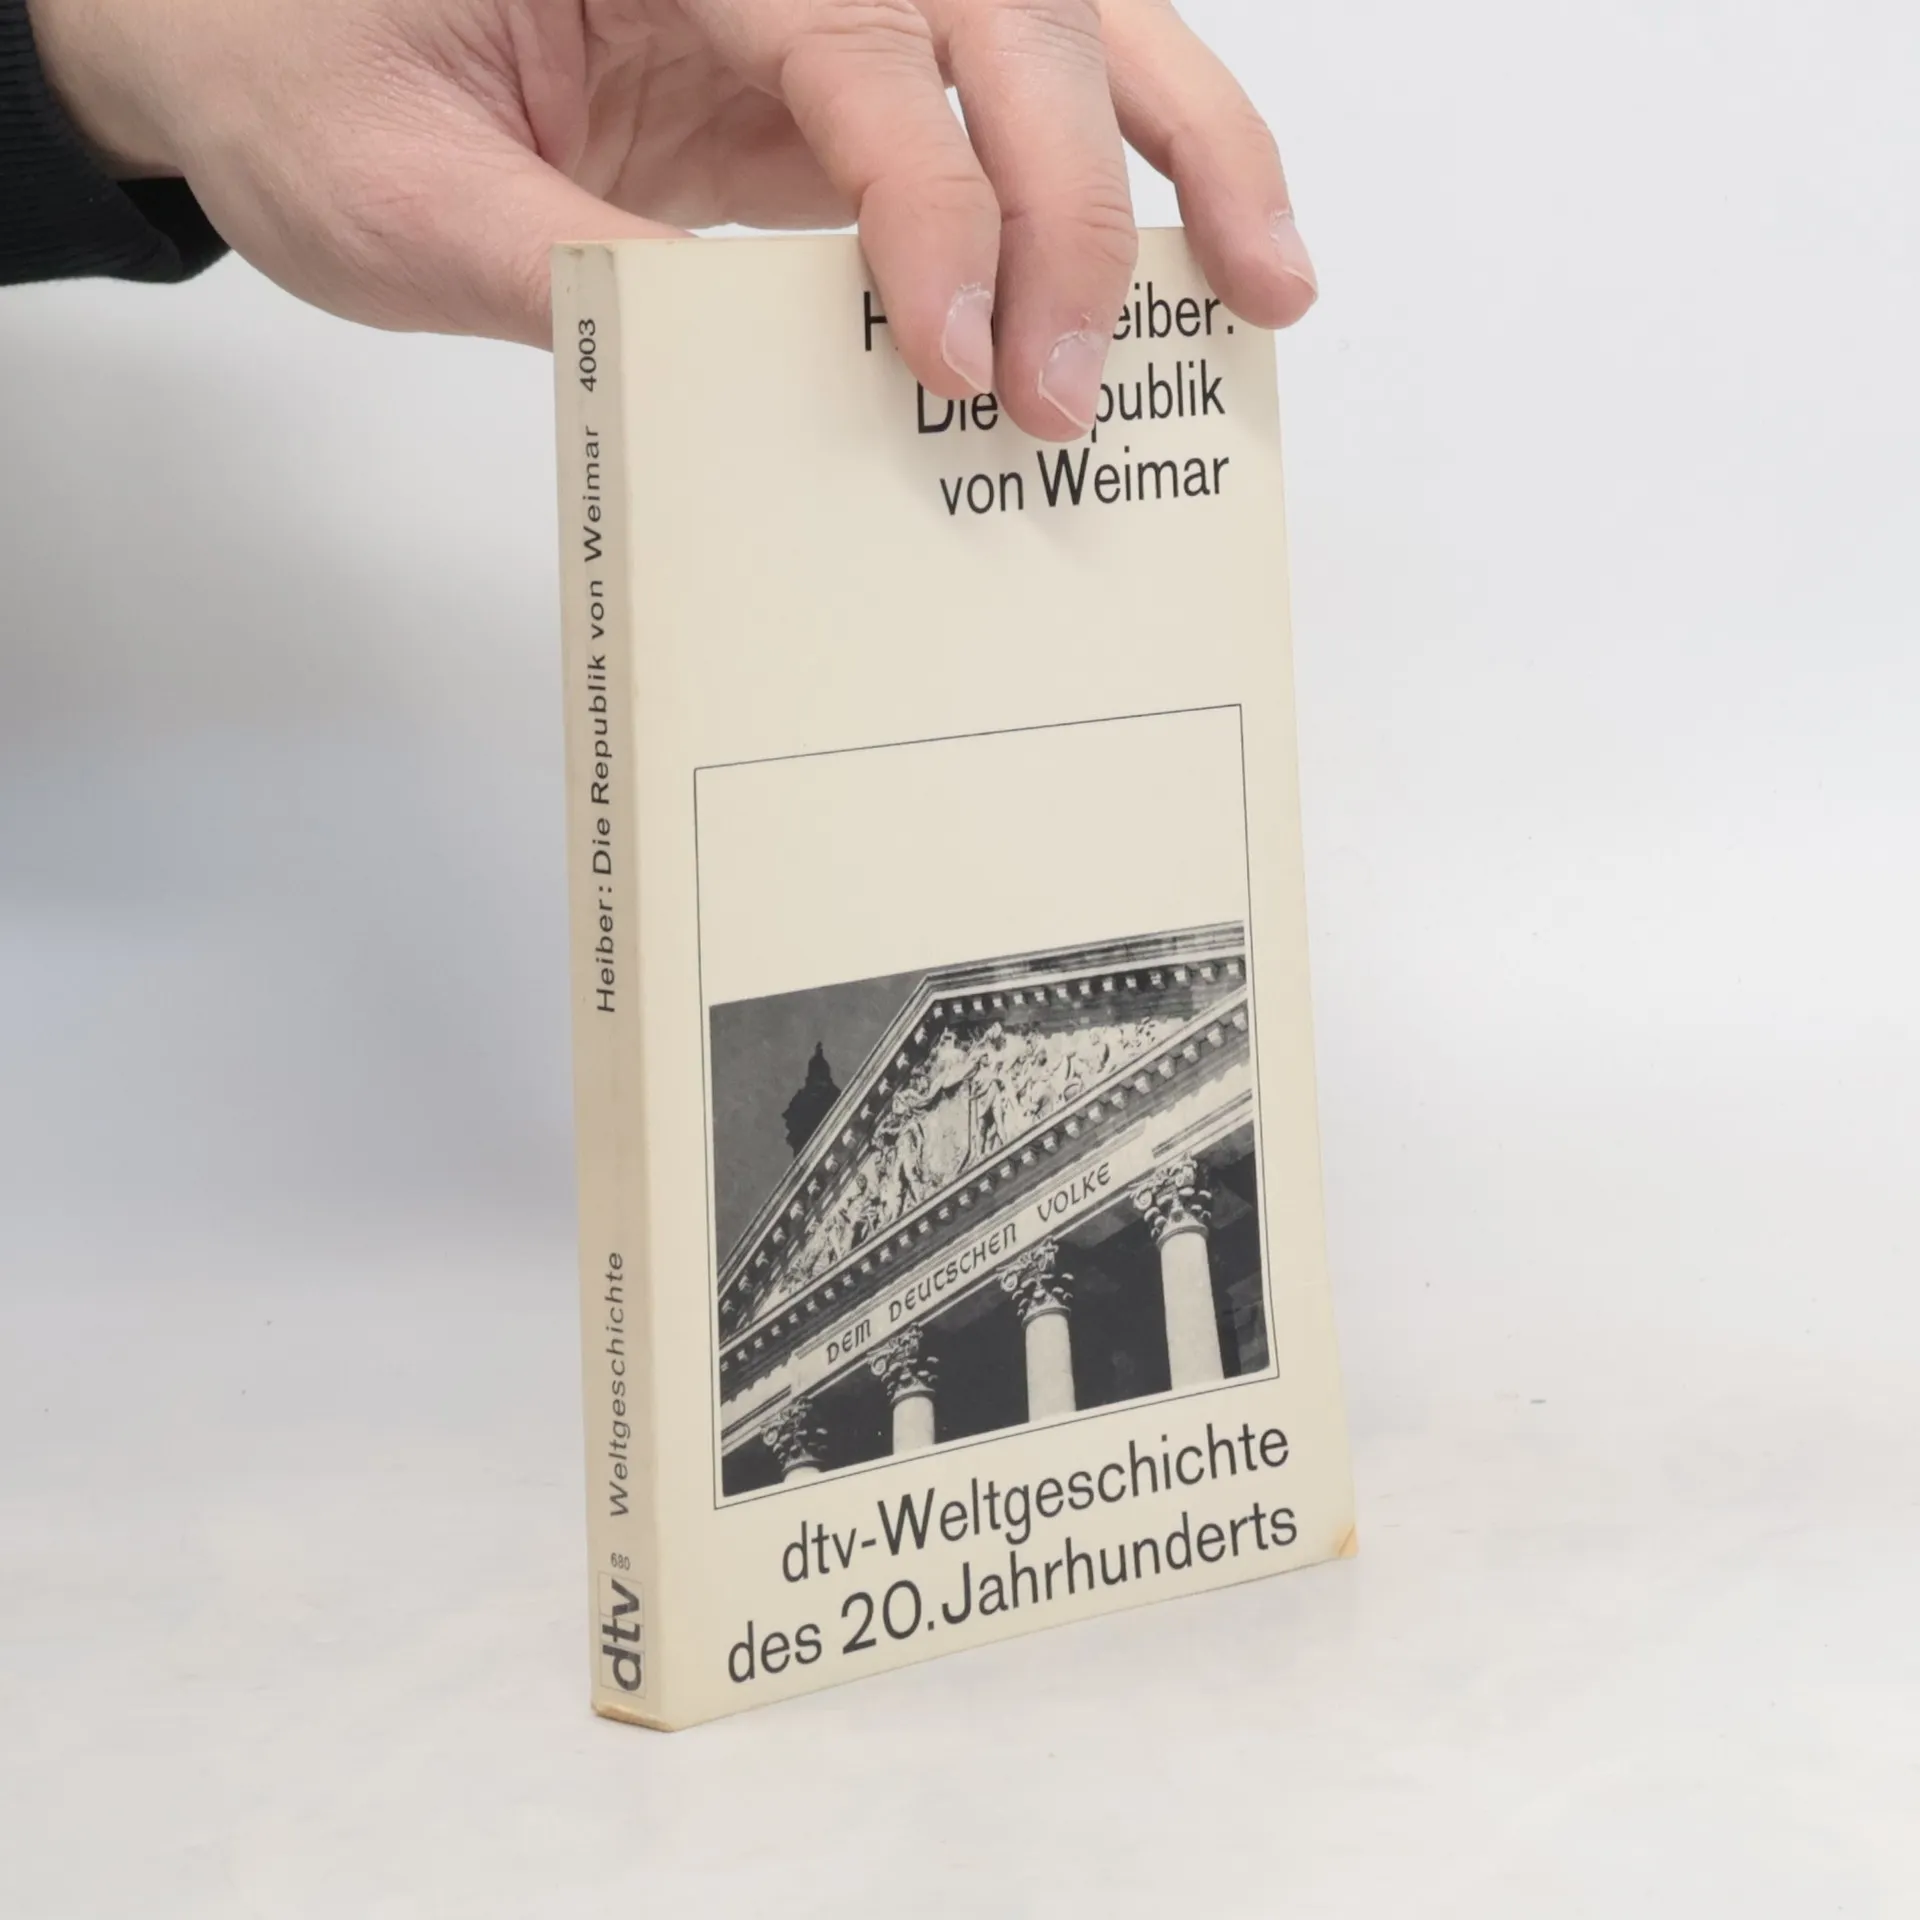 eiber:
Die publik
von Weimar
DEM DEUTSCHEN VOLKE
dtv-Weltgeschichte
des 20. Jahrhunderts
Heiber: Die Republik von Weimar 4003
Weltgeschichte
dtv 680